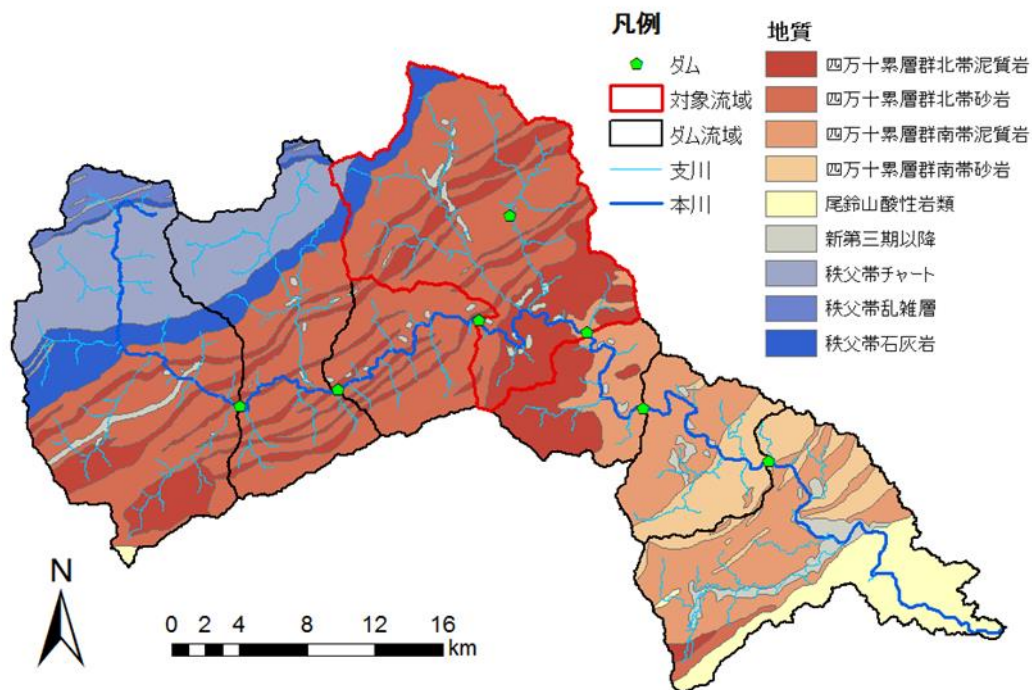 凡例
ダム
対象流域
ダム流域
支川
本川
地質
四万十累層群北帯泥質岩
四万十累層群北帯砂岩
四万十累層群南帯泥質岩
四万十累層群南帯砂岩
尾鈴山酸性岩類
新第三期以降
秩父帯チャート
秩父帯乱雑層
秩父帯石灰岩
N
0 2 4 8 12 16
km